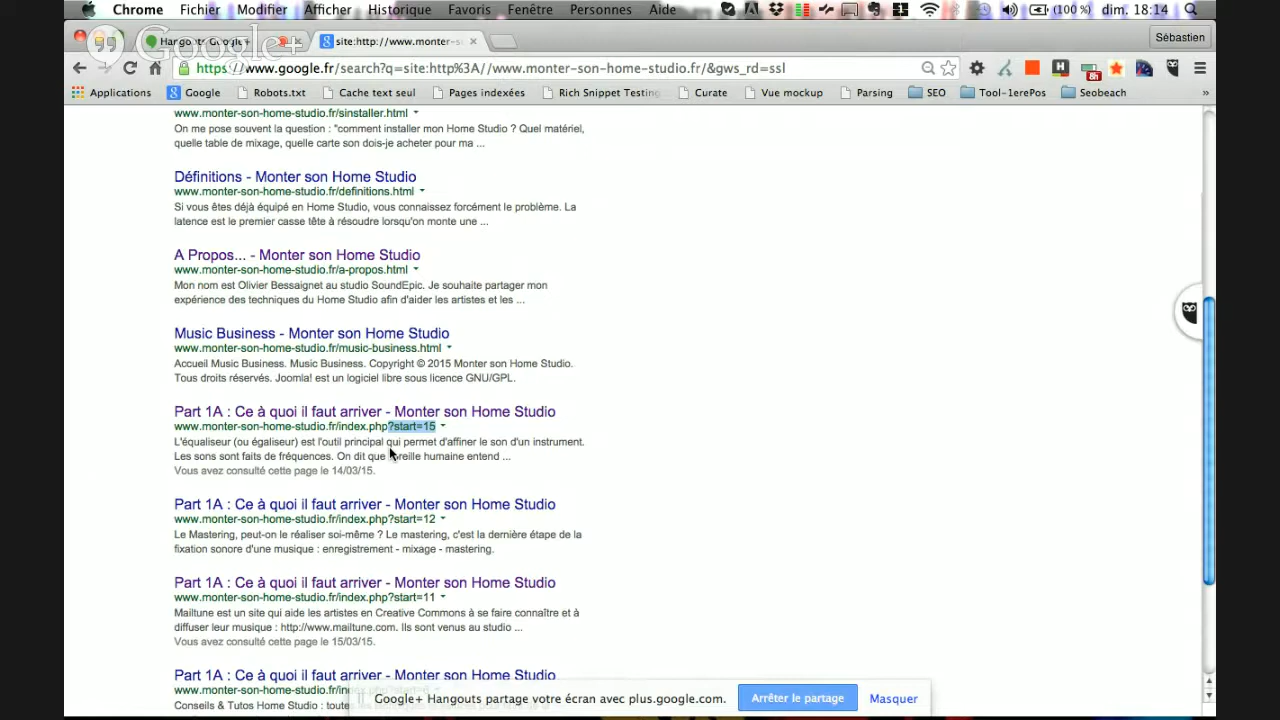 Chrome Fichier Modifier Afficher Historique Favoris Fenêtre Personnes Aide (100 %) dim. 18:14
Hangouts Google+ site:http://www.monter-s Sébastien
Google+
https://www.google.fr/search?q=site:http%3A//www.monter-son-home-studio.fr/&gws_rd=ssl
8h
Applications Google Robots.txt Cache text seul Pages indexées Rich Snippet Testing Curate Vue mockup Parsing SEO Tool-1erePos Seobeach »
www.monter-son-home-studio.fr/sinstaller.html
On me pose souvent la question : "comment installer mon Home Studio ? Quel matériel,
quelle table de mixage, quelle carte son dois-je acheter pour ma ...
Définitions - Monter son Home Studio
www.monter-son-home-studio.fr/definitions.html
Si vous êtes déjà équipé en Home Studio, vous connaissez forcément le problème. La
latence est le premier casse tête à résoudre lorsqu'on monte une ...
A Propos... - Monter son Home Studio
www.monter-son-home-studio.fr/a-propos.html
Mon nom est Olivier Bessaignet au studio SoundEpic. Je souhaite partager mon
expérience des techniques du Home Studio afin d'aider les artistes et les ...
Music Business - Monter son Home Studio
www.monter-son-home-studio.fr/music-business.html
Accueil Music Business. Music Business. Copyright © 2015 Monter son Home Studio.
Tous droits réservés. Joomla! est un logiciel libre sous licence GNU/GPL.
Part 1A : Ce à quoi il faut arriver - Monter son Home Studio
www.monter-son-home-studio.fr/index.php?start=15
L'équaliseur (ou égaliseur) est l'outil principal qui permet d'affiner le son d'un instrument.
Les sons sont faits de fréquences. On dit que oreille humaine entend ...
Vous avez consulté cette page le 14/03/15.
Part 1A : Ce à quoi il faut arriver - Monter son Home Studio
www.monter-son-home-studio.fr/index.php?start=12
Le Mastering, peut-on le réaliser soi-même ? Le mastering, c'est la dernière étape de la
fixation sonore d'une musique : enregistrement - mixage - mastering.
Part 1A : Ce à quoi il faut arriver - Monter son Home Studio
www.monter-son-home-studio.fr/index.php?start=11
Mailtune est un site qui aide les artistes en Creative Commons à se faire connaître et à
diffuser leur musique : http://www.mailtune.com. Ils sont venus au studio ...
Vous avez consulté cette page le 15/03/15.
Part 1A : Ce à quoi il faut arriver - Monter son Home Studio
www.monter-son-home-studio.fr/in
Conseils & Tutos Home Studio : toute
Google+ Hangouts partage votre écran avec plus.google.com. Arrêter le partage Masquer